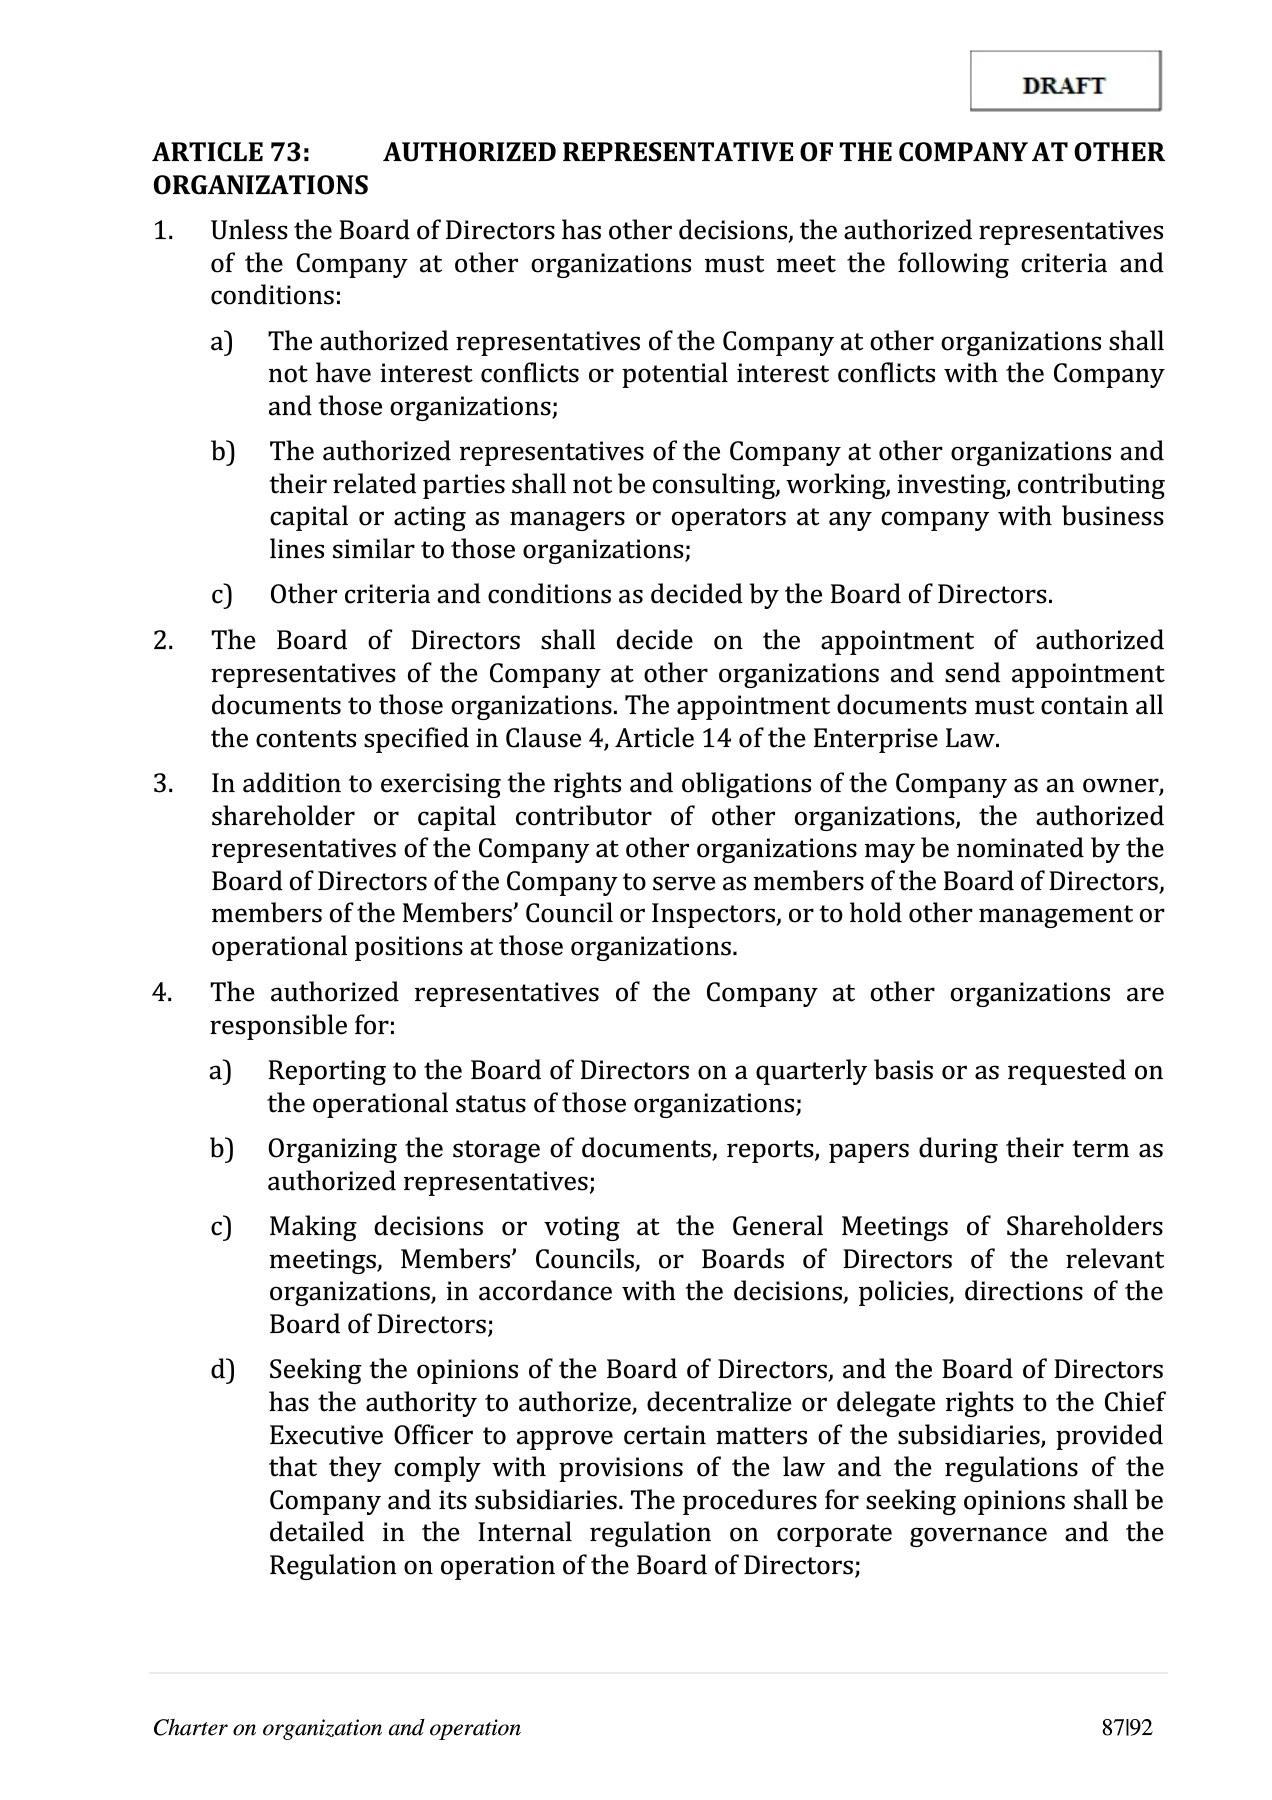 DRAFT
ARTICLE 73: AUTHORIZED REPRESENTATIVE OF THE COMPANY AT OTHER
ORGANIZATIONS
1. Unless the Board of Directors has other decisions, the authorized representatives
of the Company at other organizations must meet the following criteria and
conditions:
a) The authorized representatives of the Company at other organizations shall
not have interest conflicts or potential interest conflicts with the Company
and those organizations;
b) The authorized representatives of the Company at other organizations and
their related parties shall not be consulting, working, investing, contributing
capital or acting as managers or operators at any company with business
lines similar to those organizations;
c) Other criteria and conditions as decided by the Board of Directors.
2. The Board of Directors shall decide on the appointment of authorized
representatives of the Company at other organizations and send appointment
documents to those organizations. The appointment documents must contain all
the contents specified in Clause 4, Article 14 of the Enterprise Law.
3. In addition to exercising the rights and obligations of the Company as an owner,
shareholder or capital contributor of other organizations, the authorized
representatives of the Company at other organizations may be nominated by the
Board of Directors of the Company to serve as members of the Board of Directors,
members of the Members’ Council or Inspectors, or to hold other management or
operational positions at those organizations.
4. The authorized representatives of the Company at other organizations are
responsible for:
a) Reporting to the Board of Directors on a quarterly basis or as requested on
the operational status of those organizations;
b) Organizing the storage of documents, reports, papers during their term as
authorized representatives;
c) Making decisions or voting at the General Meetings of Shareholders
meetings, Members’ Councils, or Boards of Directors of the relevant
organizations, in accordance with the decisions, policies, directions of the
Board of Directors;
d) Seeking the opinions of the Board of Directors, and the Board of Directors
has the authority to authorize, decentralize or delegate rights to the Chief
Executive Officer to approve certain matters of the subsidiaries, provided
that they comply with provisions of the law and the regulations of the
Company and its subsidiaries. The procedures for seeking opinions shall be
detailed in the Internal regulation on corporate governance and the
Regulation on operation of the Board of Directors;
Charter on organization and operation 87|92